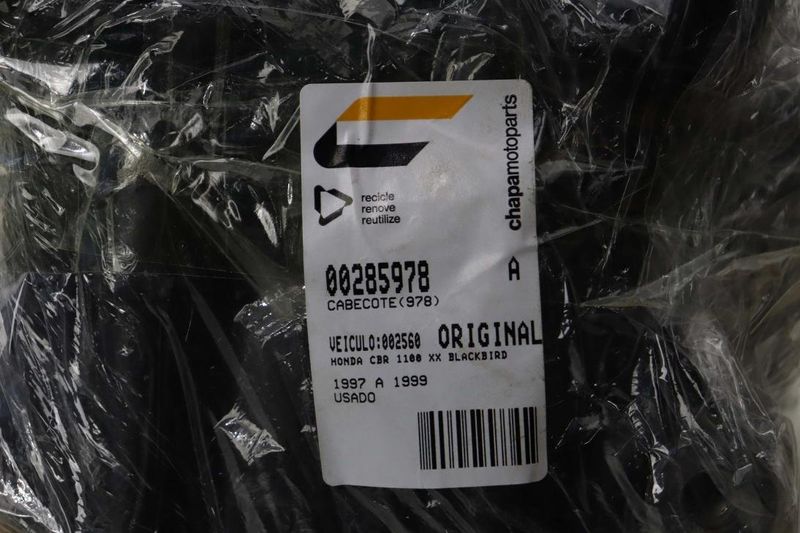 chapamotoparts
recicle
renove
reutilize
00285978 A
CABECOTE(978)
VEICULO:002560 ORIGINAL
HONDA CBR 1100 XX BLACKBIRD
1997 A 1999
USADO